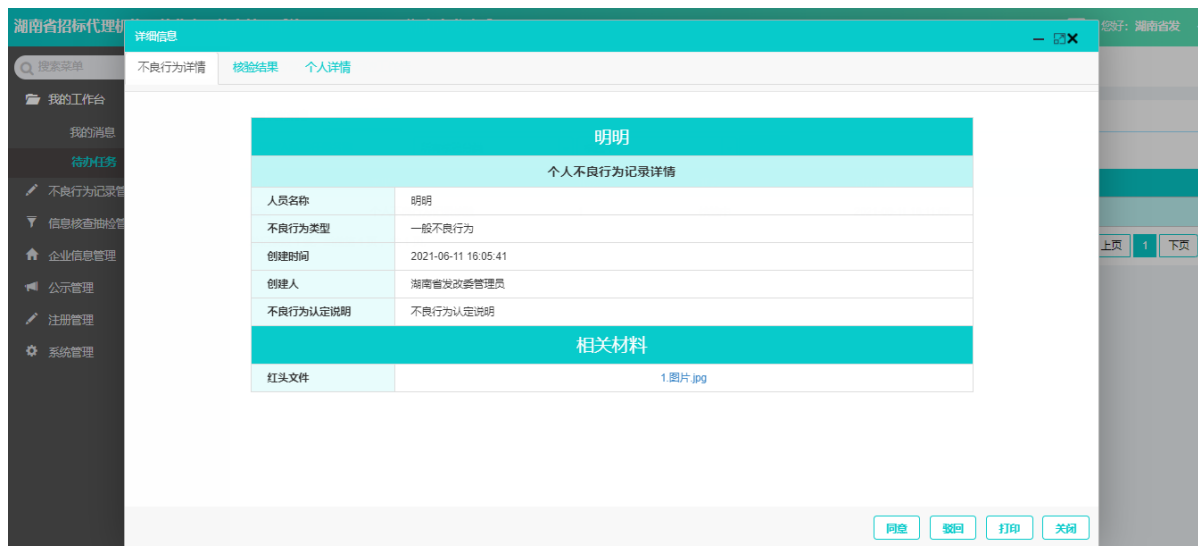 湖南省招标代理机
您好: 湖南省发
详细信息
搜索菜单
不良行为详情 核验结果 个人详情
我的工作台
我的消息
待办任务
不良行为记录管
信息核查抽检管
企业信息管理
公示管理
注册管理
系统管理
明明
个人不良行为记录详情
人员名称 明明
不良行为类型 一般不良行为
创建时间 2021-06-11 16:05:41
创建人 湖南省发改委管理员
不良行为认定说明 不良行为认定说明
相关材料
红头文件 1.图片.jpg
上页 1 下页
同意 驳回 打印 关闭